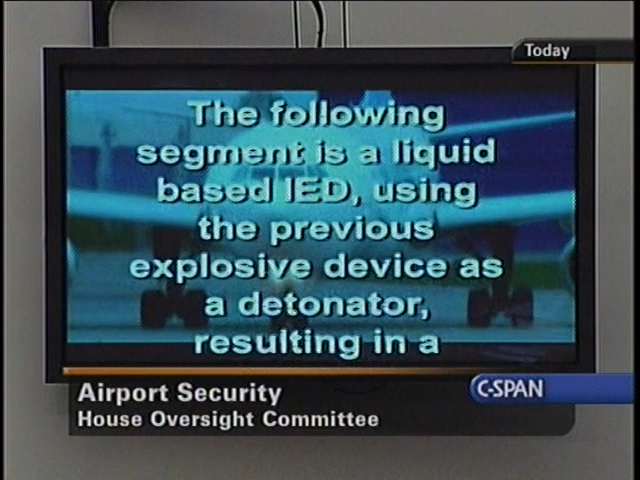 Today
The following
segment is a liquid
based IED, using
the previous
explosive device as
a detonator,
resulting in a
Airport Security
House Oversight Committee
C-SPAN